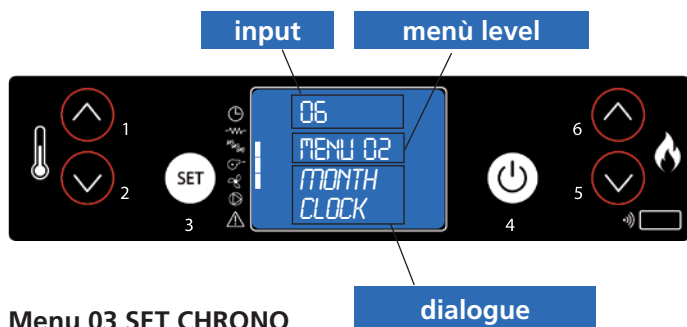 input
menù level
06
MENU 02
MONTH
CLOCK
1
2
SET
3
4
5
6
dialogue
Menu 03 SET CHRONO